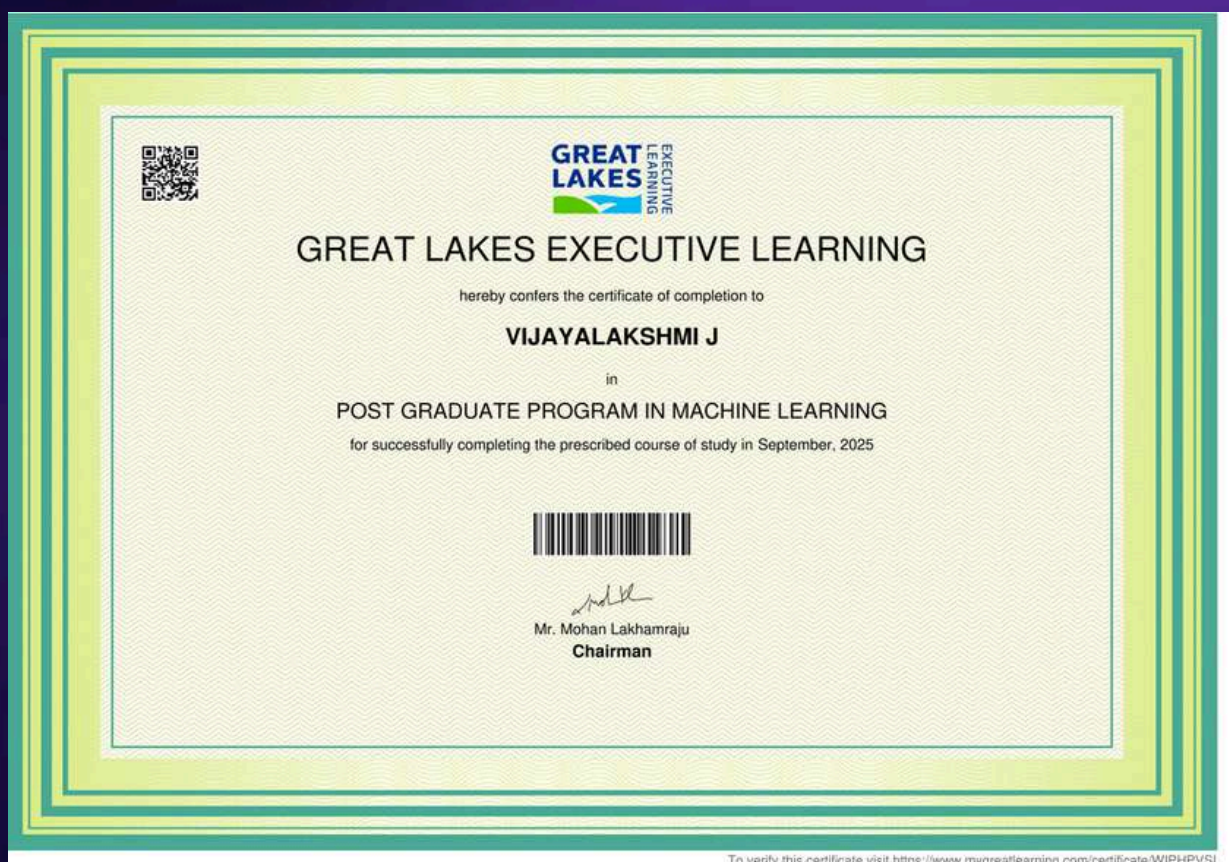 GREAT
LAKES
EXECUTIVE
LEARNING
GREAT LAKES EXECUTIVE LEARNING
hereby confers the certificate of completion to
VIJAYALAKSHMI J
in
POST GRADUATE PROGRAM IN MACHINE LEARNING
for successfully completing the prescribed course of study in September, 2025
Mr. Mohan Lakhamraju
Chairman
To verify this certificate visit https://www.mygreatlearning.com/certificate/WIPHPVSL